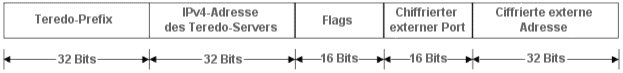 Teredo-Prefix
IPv4-Adresse
des Teredo-Servers
Flags
Chiffrierter
externer Port
Ciffrierte externe
Adresse
32 Bits
32 Bits
16 Bits
16 Bits
32 Bits